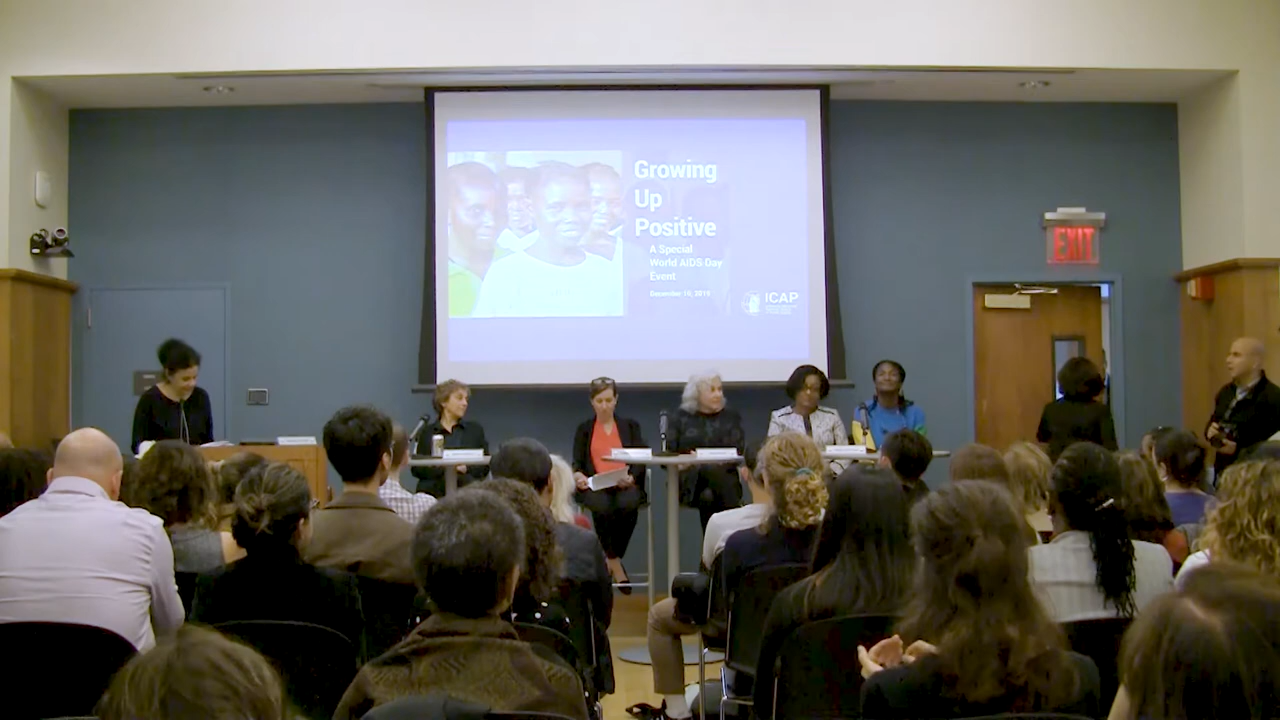 Growing
Up
Positive
A Special
World AIDS Day
Event
ICAP
EXIT